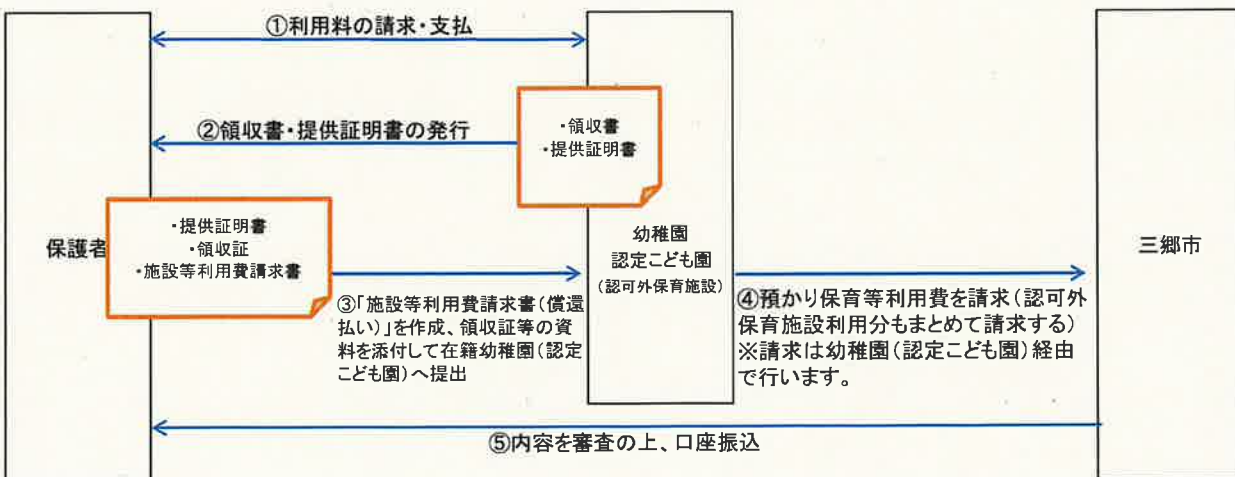 ①利用料の請求・支払
②領収書・提供証明書の発行
・領収書
・提供証明書
保護者
・提供証明書
・領収証
・施設等利用費請求書
幼稚園
認定こども園
(認可外保育施設)
三郷市
③「施設等利用費請求書(償還
払い)」を作成、領収証等の資
料を添付して在籍幼稚園(認定
こども園)へ提出
④預かり保育等利用費を請求(認可外
保育施設利用分もまとめて請求する)
※請求は幼稚園(認定こども園)経由
で行います。
⑤内容を審査の上、口座振込